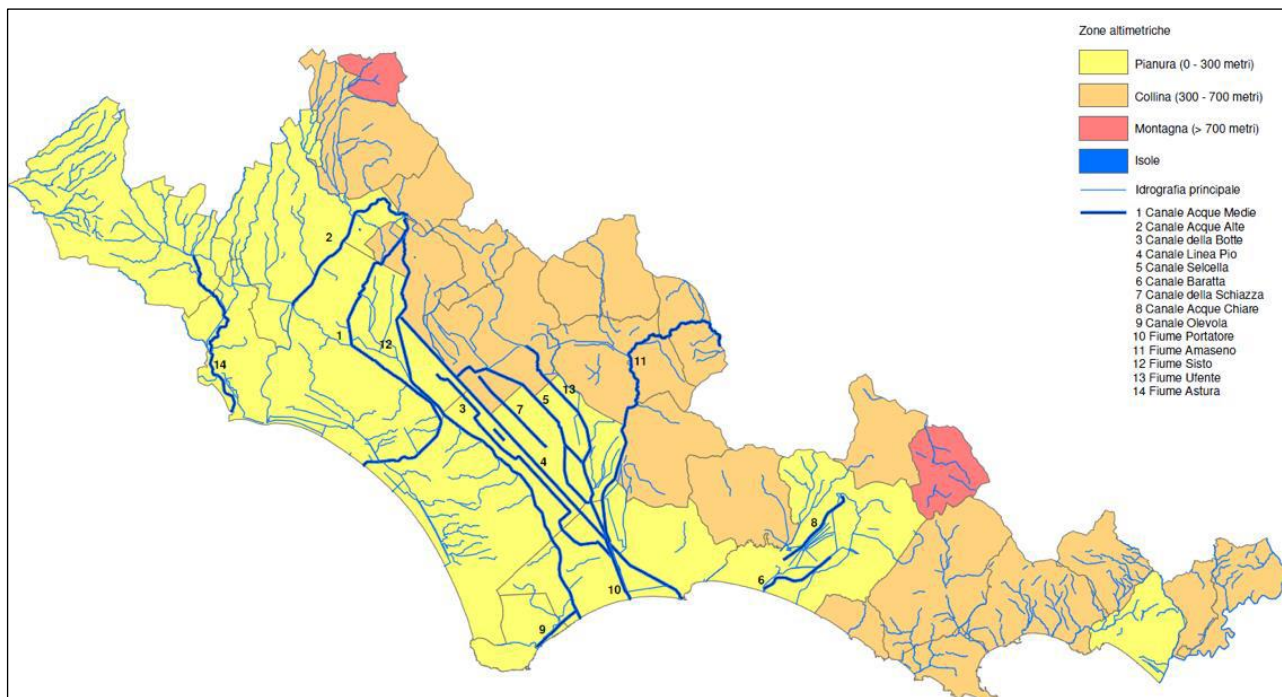 Zone altimetriche
Pianura (0 - 300 metri)
Collina (300 - 700 metri)
Montagna (> 700 metri)
Isole
Idrografia principale
1 Canale Acque Medie
2 Canale Acque Alte
3 Canale della Botte
4 Canale Linea Pio
5 Canale Selcella
6 Canale Baratta
7 Canale della Schiazza
8 Canale Acque Chiare
9 Canale Olevola
10 Fiume Portatore
11 Fiume Amaseno
12 Fiume Sisto
13 Fiume Ufente
14 Fiume Astura
2
1
12
14
11
13
3
5
7
4
8
6
10
9